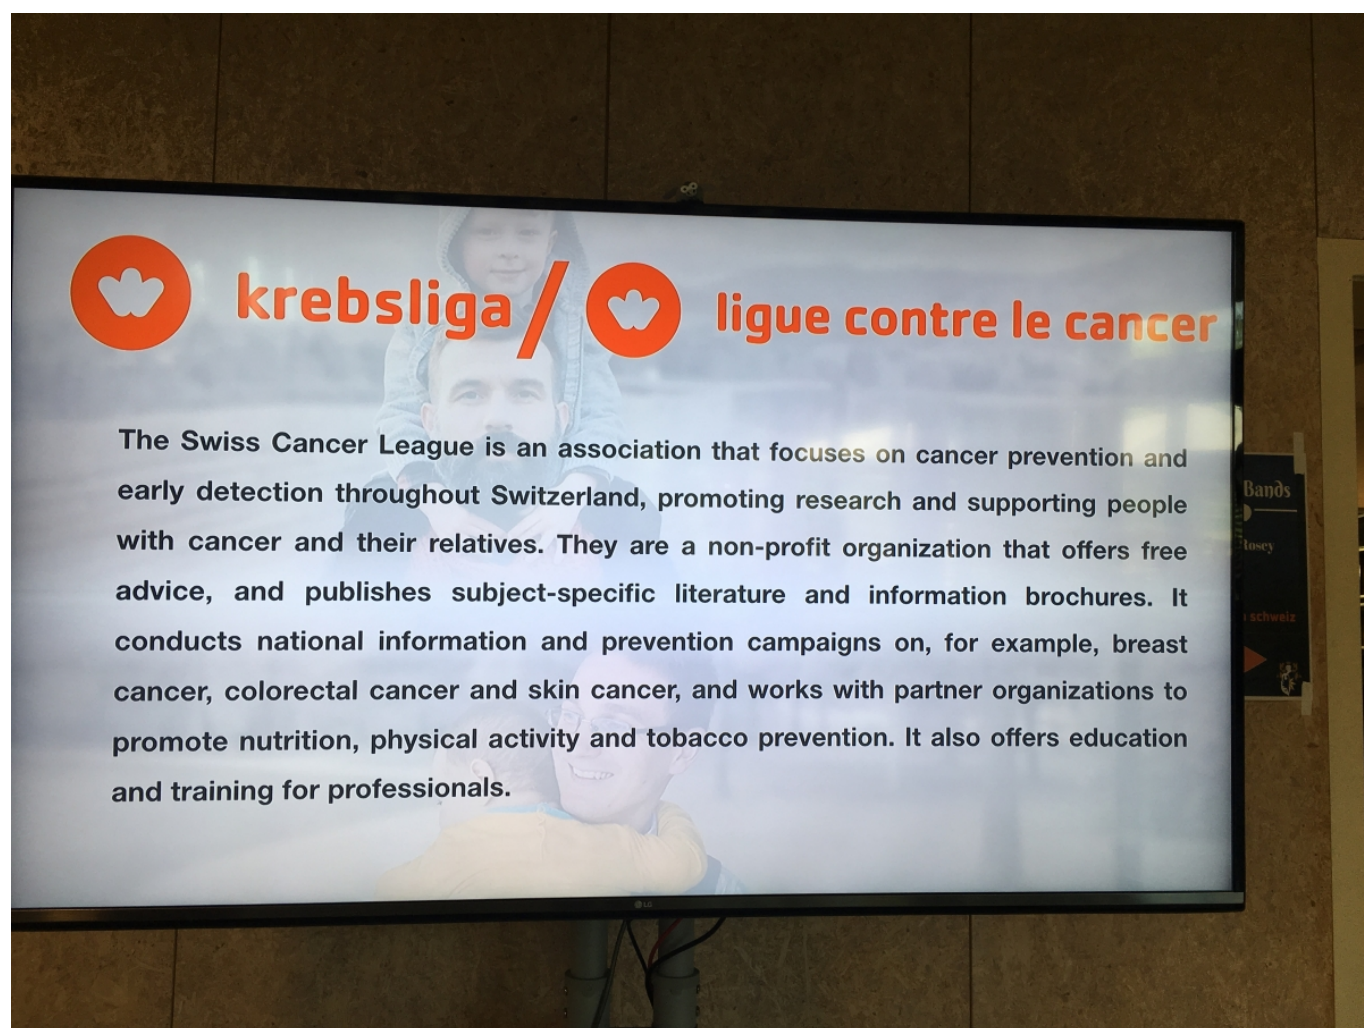 krebsliga / ligue contre le cancer
The Swiss Cancer League is an association that focuses on cancer prevention and
early detection throughout Switzerland, promoting research and supporting people
with cancer and their relatives. They are a non-profit organization that offers free
advice, and publishes subject-specific literature and information brochures. It
conducts national information and prevention campaigns on, for example, breast
cancer, colorectal cancer and skin cancer, and works with partner organizations to
promote nutrition, physical activity and tobacco prevention. It also offers education
and training for professionals.
Bands
Rosey
schweiz
LG